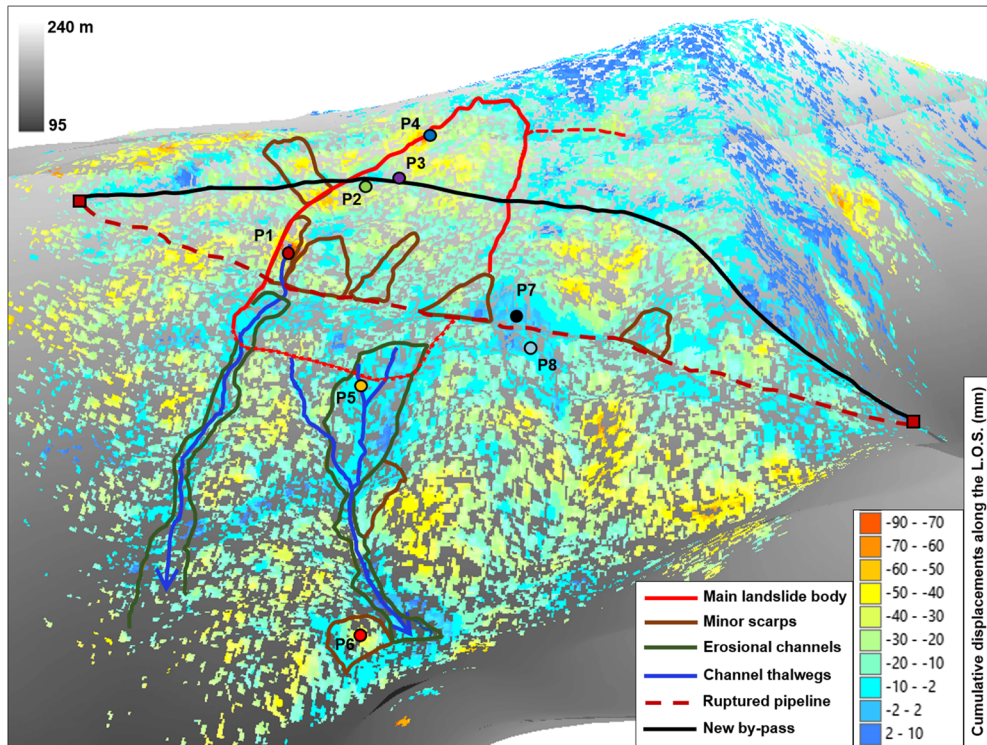 240 m
95
P4
P3
P2
P1
P7
P8
P5
P6
Main landslide body
Minor scarps
Erosional channels
Channel thalwegs
Ruptured pipeline
New by-pass
-90 - -70
-70 - -60
-60 - -50
-50 - -40
-40 - -30
-30 - -20
-20 - -10
-10 - -2
-2 - 2
2 - 10
Cumulative displacements along the L.O.S, (mm)